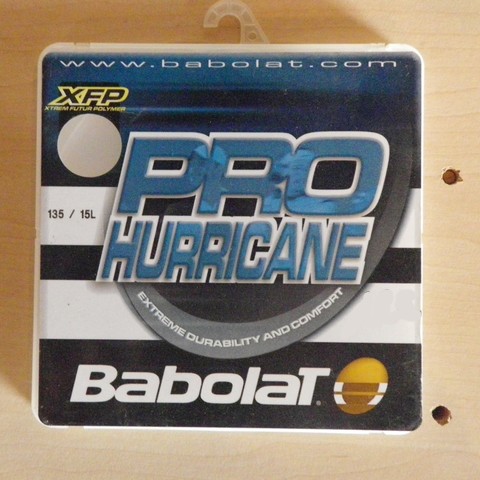 www.babolat.com
XFP
XTREM FUTUR POLYMER
PRO
HURRICANE
135 / 15L
EXTREME DURABILITY AND COMFORT
BABOLAT